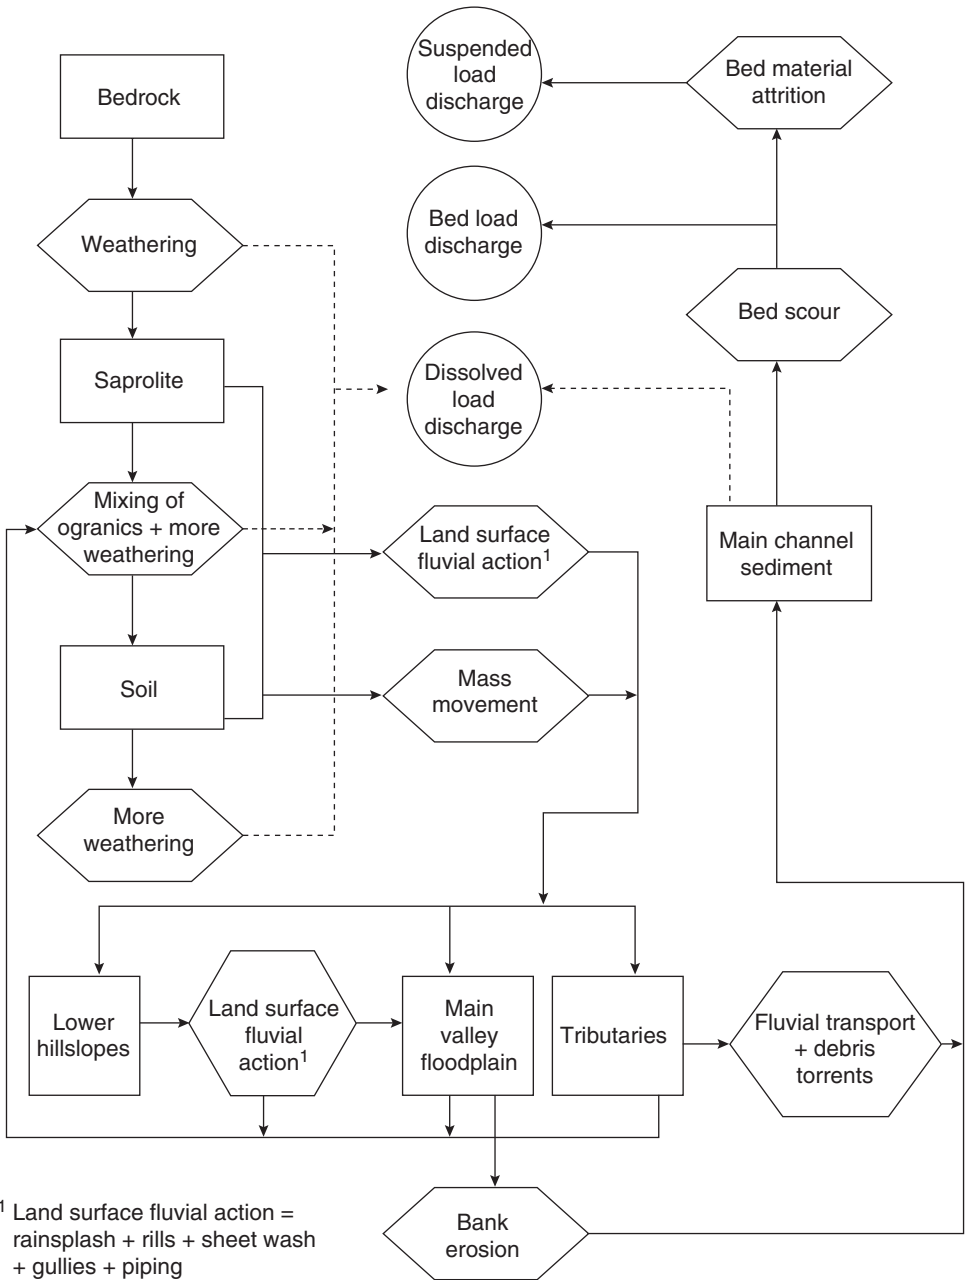 Bedrock
Weathering
Saprolite
Mixing of
ogranics + more
weathering
Soil
More
weathering
Suspended
load
discharge
Bed material
attrition
Bed load
discharge
Bed scour
Dissolved
load
discharge
Land surface
fluvial action¹
Main channel
sediment
Mass
movement
Lower
hillslopes
Land surface
fluvial
action¹
Main
valley
floodplain
Tributaries
Fluvial transport
+ debris
torrents
Bank
erosion
¹ Land surface fluvial action =
rainsplash + rills + sheet wash
+ gullies + piping